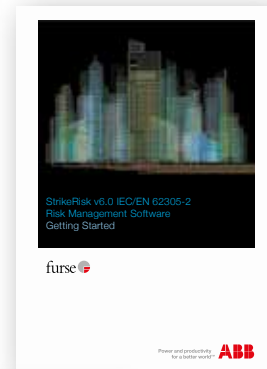 StrikeRisk v6.0 IEC/EN 62305-2
Risk Management Software
Getting Started
furse
Power and productivity
for a better world™
ABB